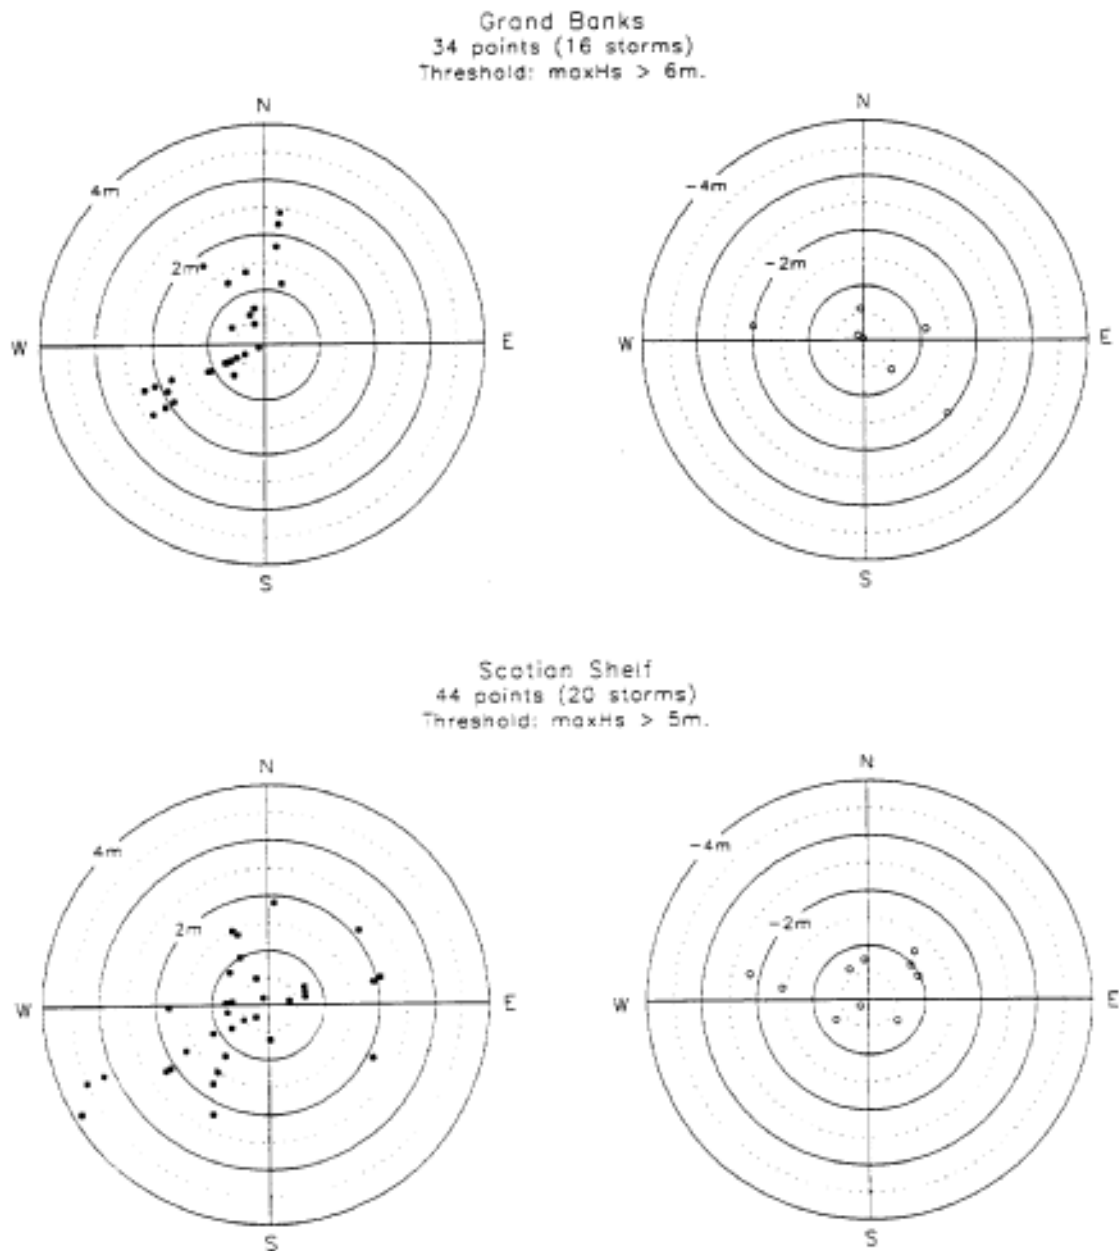 Grand Banks
34 points (16 storms)
Threshold: maxHs > 6m.
N
N
4m
-4m
2m
-2m
W
E
W
E
S
S
Scotian Shelf
44 points (20 storms)
Threshold: maxHs > 5m.
N
N
4m
-4m
2m
-2m
W
E
W
E
S
S